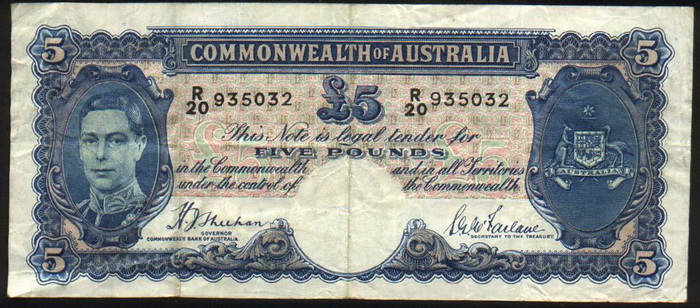 5 COMMONWEALTH OF AUSTRALIA 5
R/20 935032 £5 R/20 935032
This Note is legal tender for
FIVE POUNDS
in the Commonwealth and in all Territories
under the control of the Commonwealth.
AUSTRALIA
H.J. Sheehan S.G. McFarlane
GOVERNOR SECRETARY TO THE TREASURY
COMMONWEALTH BANK OF AUSTRALIA
5 5